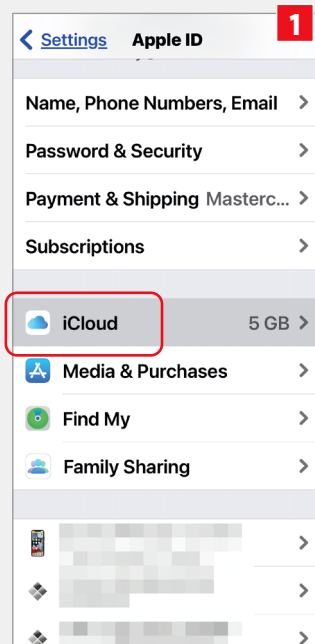 1
Settings Apple ID
Name, Phone Numbers, Email
Password & Security
Payment & Shipping Masterc...
Subscriptions
iCloud 5 GB
Media & Purchases
Find My
Family Sharing